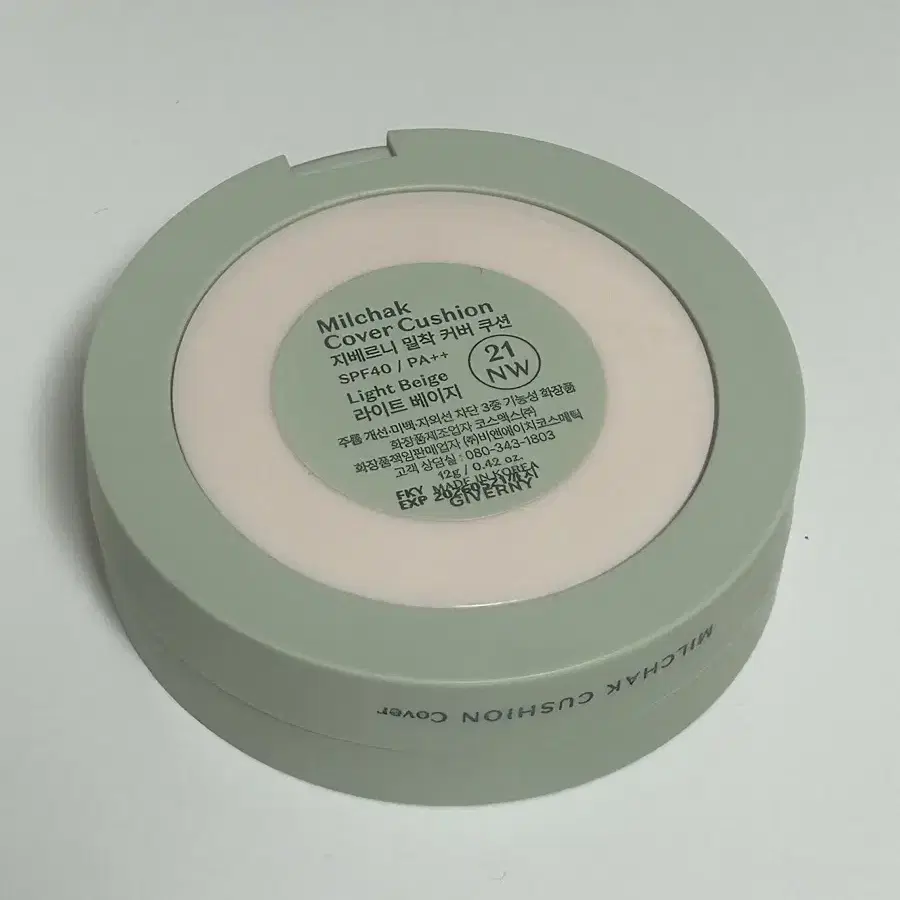 Milchak
Cover Cushion
지베르니 밀착 커버 쿠션
SPF40 / PA++
21
NW
Light Beige
라이트 베이지
주름 개선·미백·자외선 차단 3중 기능성 화장품
화장품제조업자 코스맥스(주)
화장품책임판매업자 (주)비앤에이치코스메틱
고객 상담실 : 080-343-1803
12g / 0.42 oz.
FKY MADE IN KOREA
EXP
GIVERNY
MILCHAK CUSHION Cover